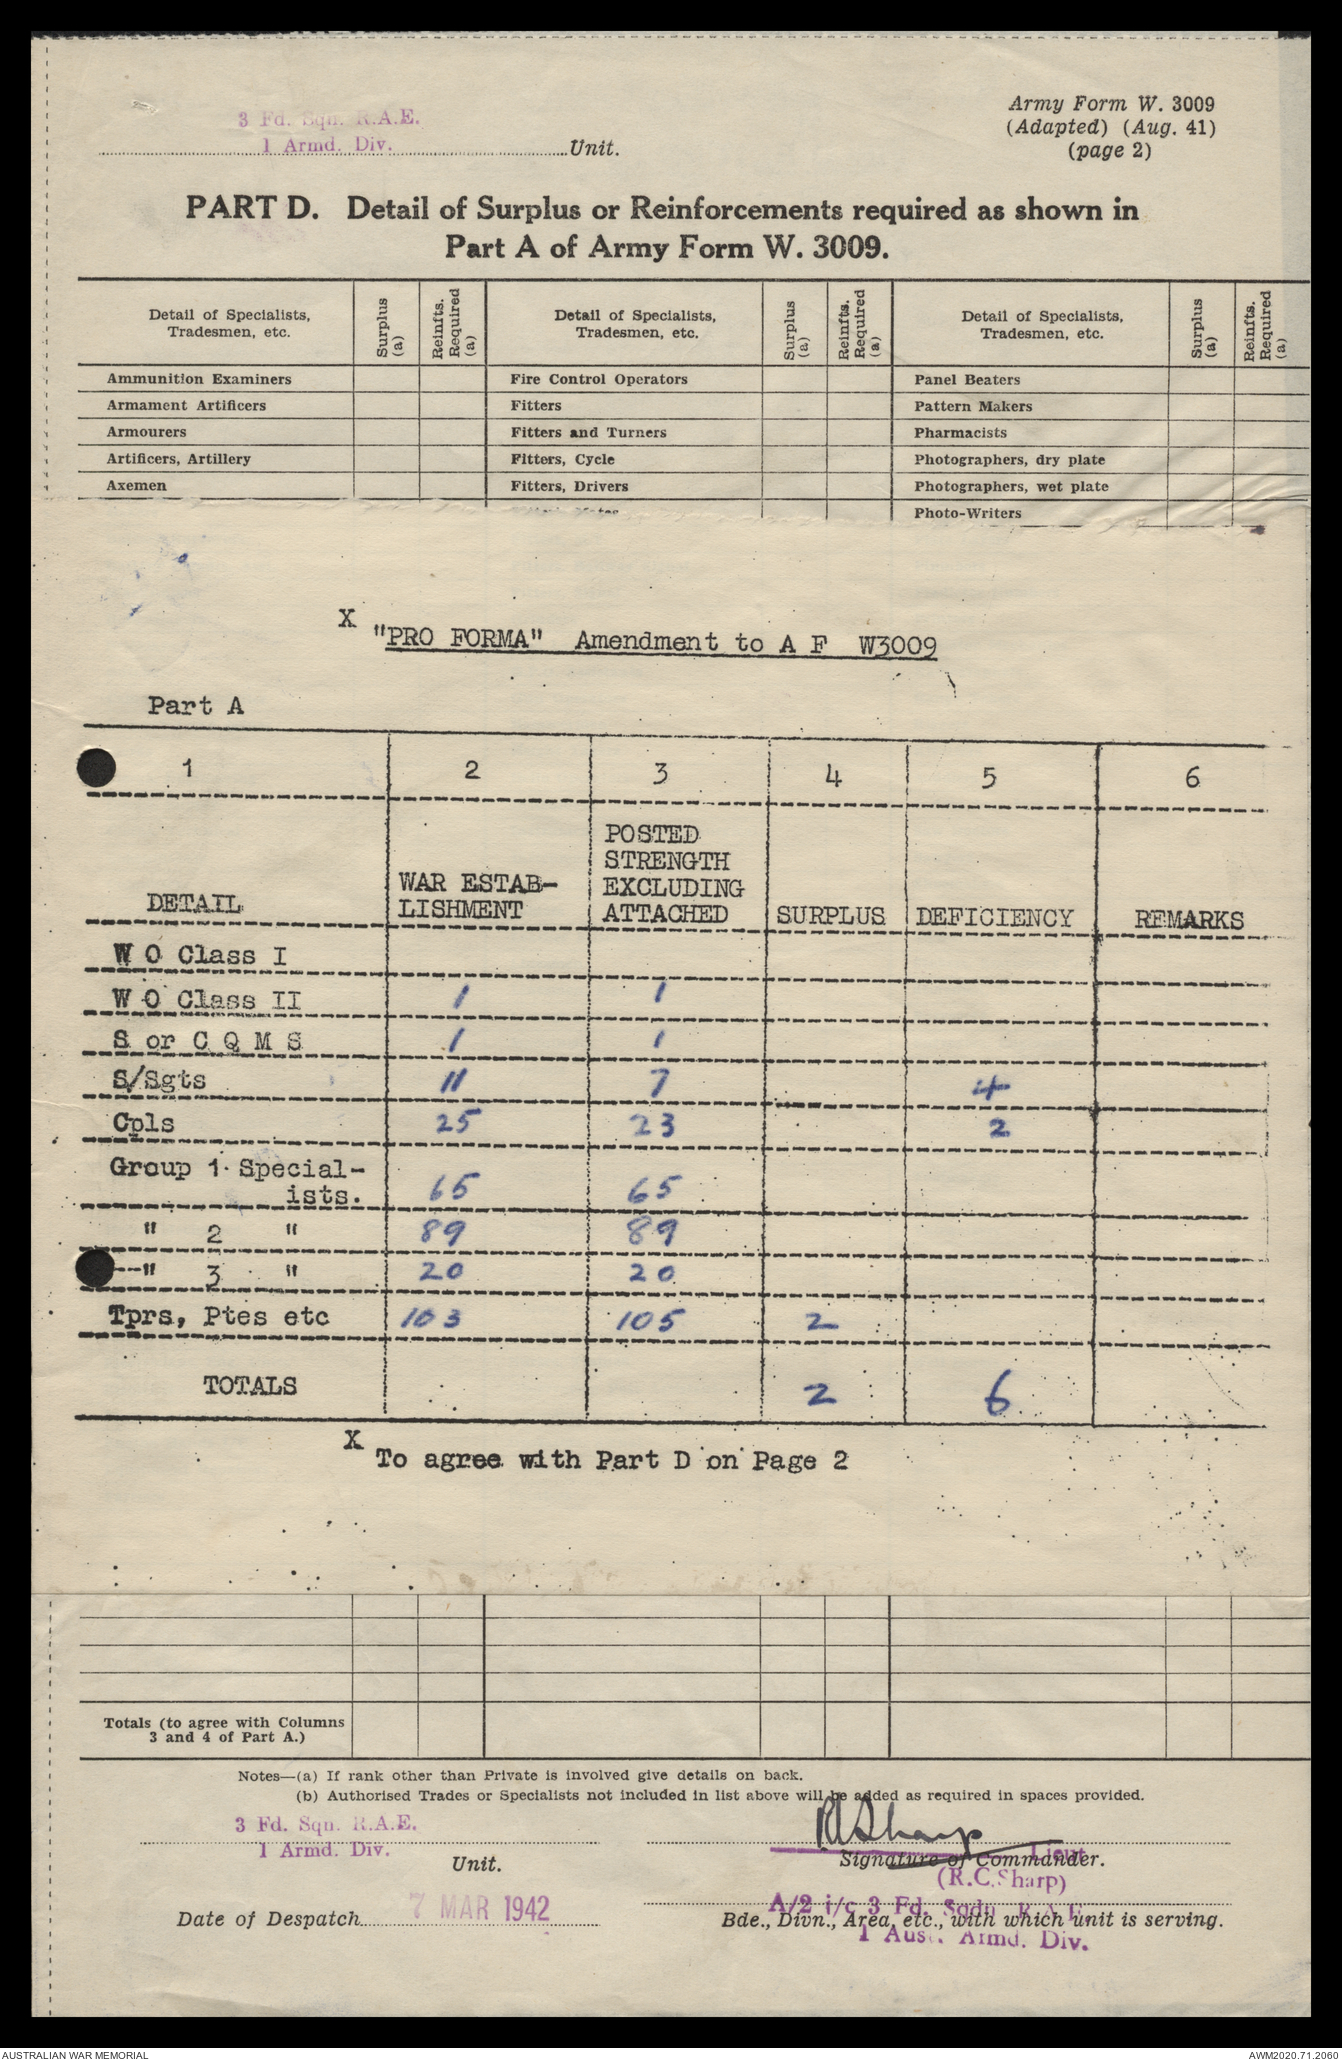 3 Fd. Sqn. R.A.E.
1 Armd. Div.
Unit.
Army Form W. 3009
(Adapted) (Aug. 41)
(page 2)
PART D. Detail of Surplus or Reinforcements required as shown in
Part A of Army Form W. 3009.
Detail of Specialists, Tradesmen, etc. Surplus (a) Reinfts. Required (a) Detail of Specialists, Tradesmen, etc. Surplus (a) Reinfts. Required (a) Detail of Specialists, Tradesmen, etc. Surplus (a) Reinfts. Required (a)
Ammunition Examiners Fire Control Operators Panel Beaters
Armament Artificers Fitters Pattern Makers
Armourers Fitters and Turners Pharmacists
Artificers, Artillery Fitters, Cycle Photographers, dry plate
Axemen Fitters, Drivers Photographers, wet plate
Photo-Writers
X "PRO FORMA" Amendment to A F W3009
Part A
1 2 3 4 5 6
DETAIL WAR ESTAB-LISHMENT POSTED STRENGTH EXCLUDING ATTACHED SURPLUS DEFICIENCY REMARKS
W O Class I
W O Class II 1 1
S or C Q M S 1 1
S/Sgts 11 7 4
Cpls 25 23 2
Group 1 Special-
ists. 65 65
" 2 " 89 89
" 3 " 20 20
Tprs, Ptes etc 103 105 2
TOTALS 2 6
X To agree with Part D on Page 2
Totals (to agree with Columns
3 and 4 of Part A.)
Notes—(a) If rank other than Private is involved give details on back.
(b) Authorised Trades or Specialists not included in list above will be added as required in spaces provided.
3 Fd. Sqn. R.A.E.
1 Armd. Div.
Unit.
RCSharp
Lieut
Signature of Commander.
(R.C.Sharp)
Date of Despatch 7 MAR 1942
A/2 i/c 3 Fd. Sqdn R.A.E.
Bde., Divn., Area, etc., with which unit is serving.
1 Aust. Armd. Div.
AUSTRALIAN WAR MEMORIAL
AWM2020.71.2060